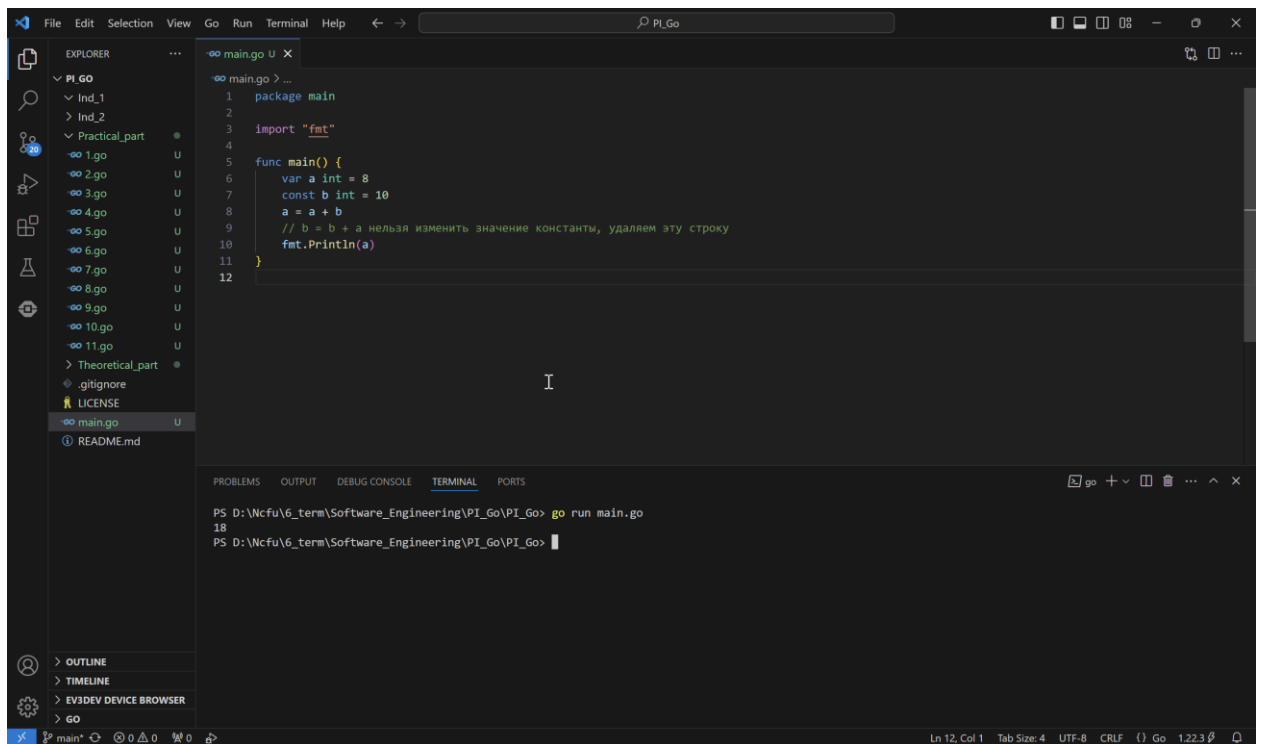 File Edit Selection View Go Run Terminal Help PI_Go
EXPLORER
main.go U
PI_GO
Ind_1
Ind_2
Practical_part
1.go U
2.go U
3.go U
4.go U
5.go U
6.go U
7.go U
8.go U
9.go U
10.go U
11.go U
Theoretical_part
.gitignore
LICENSE
main.go U
README.md
20
OUTLINE
TIMELINE
EV3DEV DEVICE BROWSER
GO
main.go > ...
1 package main
2
3 import "fmt"
4
5 func main() {
6 var a int = 8
7 const b int = 10
8 a = a + b
9 // b = b + a нельзя изменить значение константы, удаляем эту строку
10 fmt.Println(a)
11 }
12
PROBLEMS OUTPUT DEBUG CONSOLE TERMINAL PORTS go
PS D:\Ncfu\6_term\Software_Engineering\PI_Go\PI_Go> go run main.go
18
PS D:\Ncfu\6_term\Software_Engineering\PI_Go\PI_Go>
main* 0 0 0 Ln 12, Col 1 Tab Size: 4 UTF-8 CRLF {} Go 1.22.3